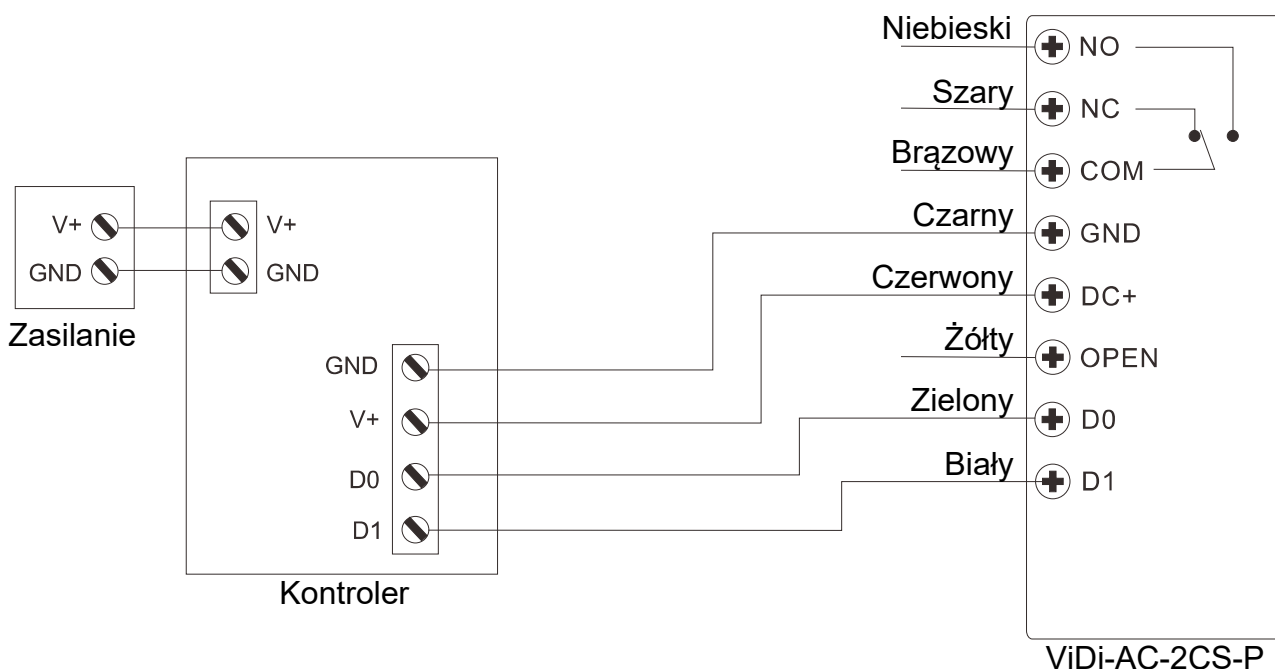 Niebieski
NO
Szary
NC
Brązowy
COM
Czarny
GND
Czerwony
DC+
Żółty
OPEN
Zielony
D0
Biały
D1
ViDi-AC-2CS-P
V+
GND
Zasilanie
V+
GND
GND
V+
D0
D1
Kontroler